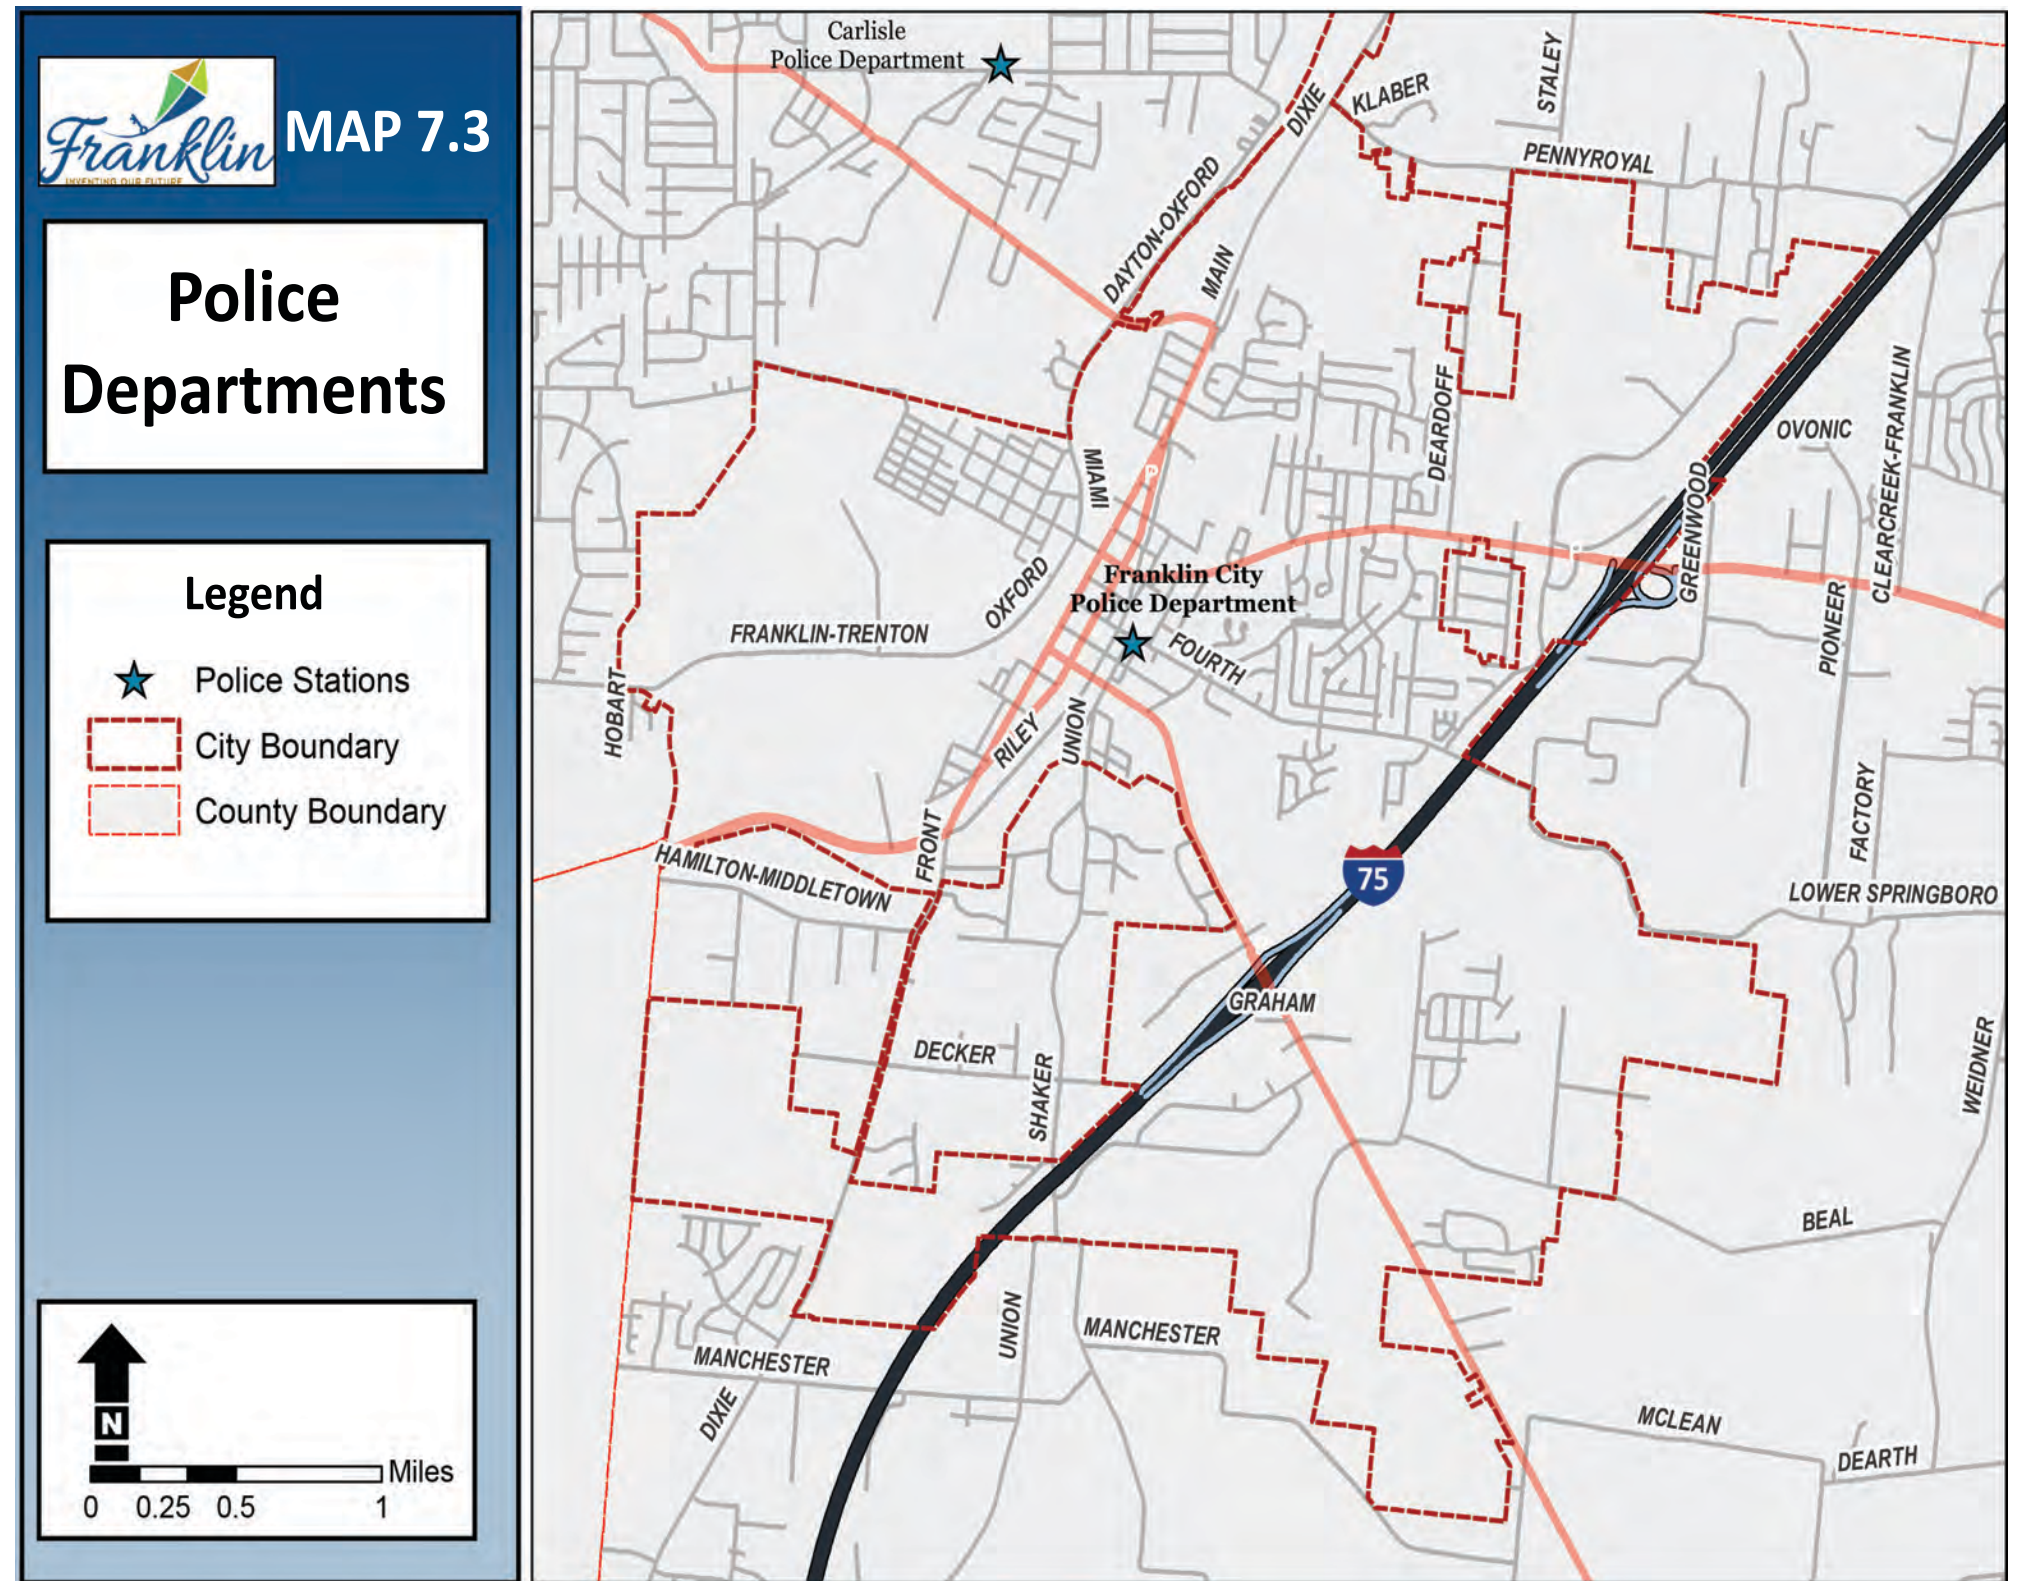 Franklin
INVENTING OUR FUTURE
MAP 7.3
Police
Departments
Legend
Police Stations
City Boundary
County Boundary
N
Miles
0 0.25 0.5 1
Carlisle
Police Department
DIXIE
KLABER
STALEY
PENNYROYAL
DAYTON-OXFORD
MAIN
DEARDOFF
OVONIC
CLEARCREEK-FRANKLIN
MIAMI
GREENWOOD
OXFORD
Franklin City
Police Department
FRANKLIN-TRENTON
FOURTH
PIONEER
HOBART
RILEY
UNION
FACTORY
FRONT
75
HAMILTON-MIDDLETOWN
LOWER SPRINGBORO
GRAHAM
DECKER
SHAKER
WEIDNER
BEAL
UNION
MANCHESTER
MANCHESTER
DIXIE
MCLEAN
DEARTH